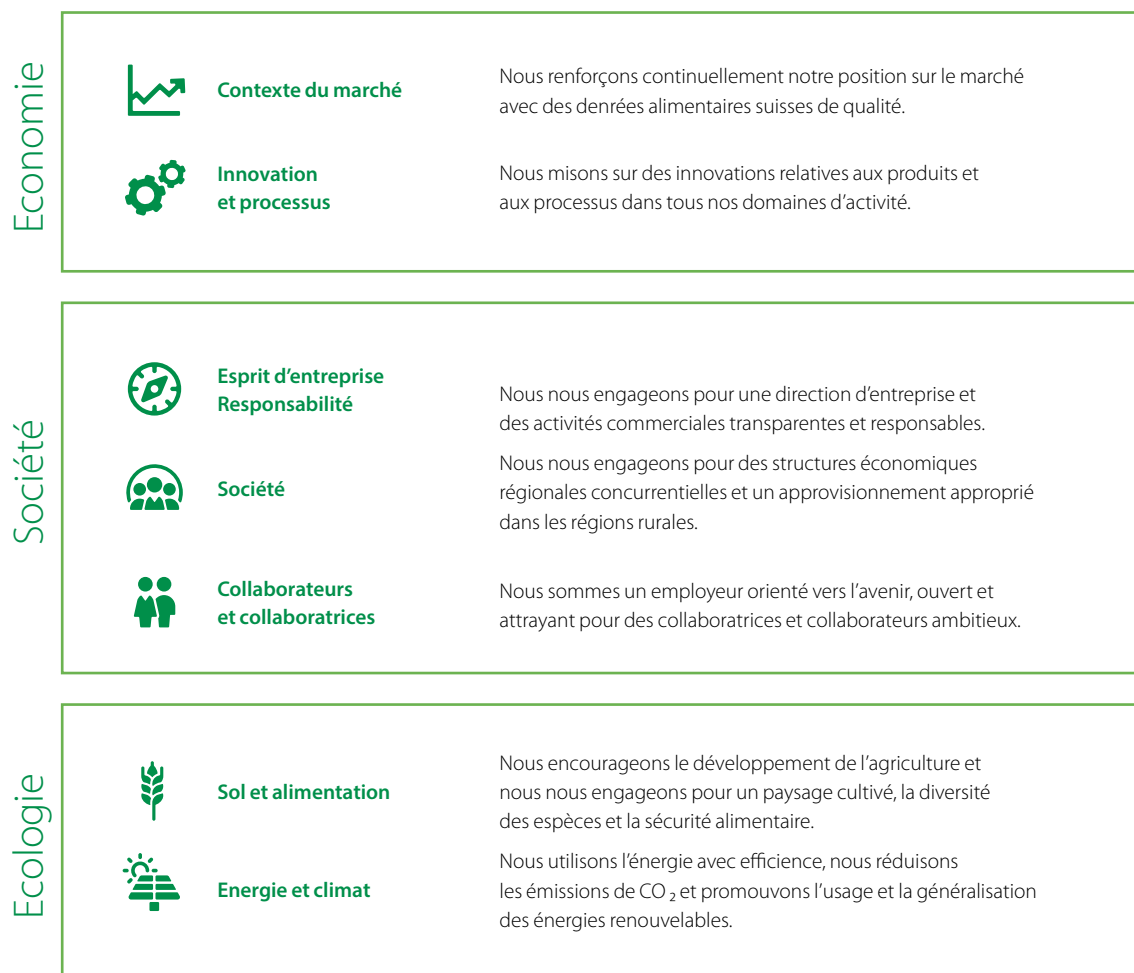 Economie
Contexte du marché
Nous renforçons continuellement notre position sur le marché
avec des denrées alimentaires suisses de qualité.
Innovation
et processus
Nous misons sur des innovations relatives aux produits et
aux processus dans tous nos domaines d’activité.
Société
Esprit d’entreprise
Responsabilité
Nous nous engageons pour une direction d’entreprise et
des activités commerciales transparentes et responsables.
Société
Nous nous engageons pour des structures économiques
régionales concurrentielles et un approvisionnement approprié
dans les régions rurales.
Collaborateurs
et collaboratrices
Nous sommes un employeur orienté vers l’avenir, ouvert et
attrayant pour des collaboratrices et collaborateurs ambitieux.
Ecologie
Sol et alimentation
Nous encourageons le développement de l’agriculture et
nous nous engageons pour un paysage cultivé, la diversité
des espèces et la sécurité alimentaire.
Energie et climat
Nous utilisons l’énergie avec efficience, nous réduisons
les émissions de CO ₂ et promouvons l’usage et la généralisation
des énergies renouvelables.